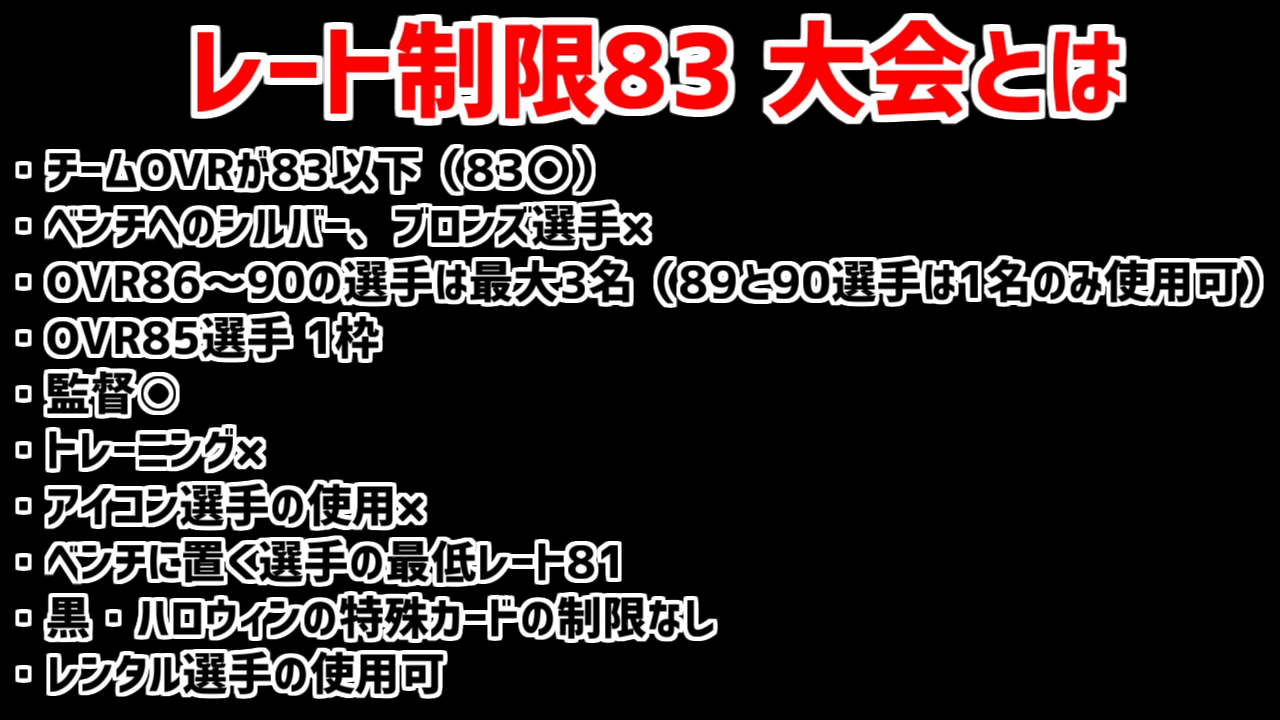 レート制限83 大会とは
・チームOVRが83以下（83〇）
・ベンチへのシルバー、ブロンズ選手×
・OVR86〜90の選手は最大3名（89と90選手は1名のみ使用可）
・OVR85選手 1枠
・監督◎
・トレーニング×
・アイコン選手の使用×
・ベンチに置く選手の最低レート81
・黒・ハロウィンの特殊カードの制限なし
・レンタル選手の使用可